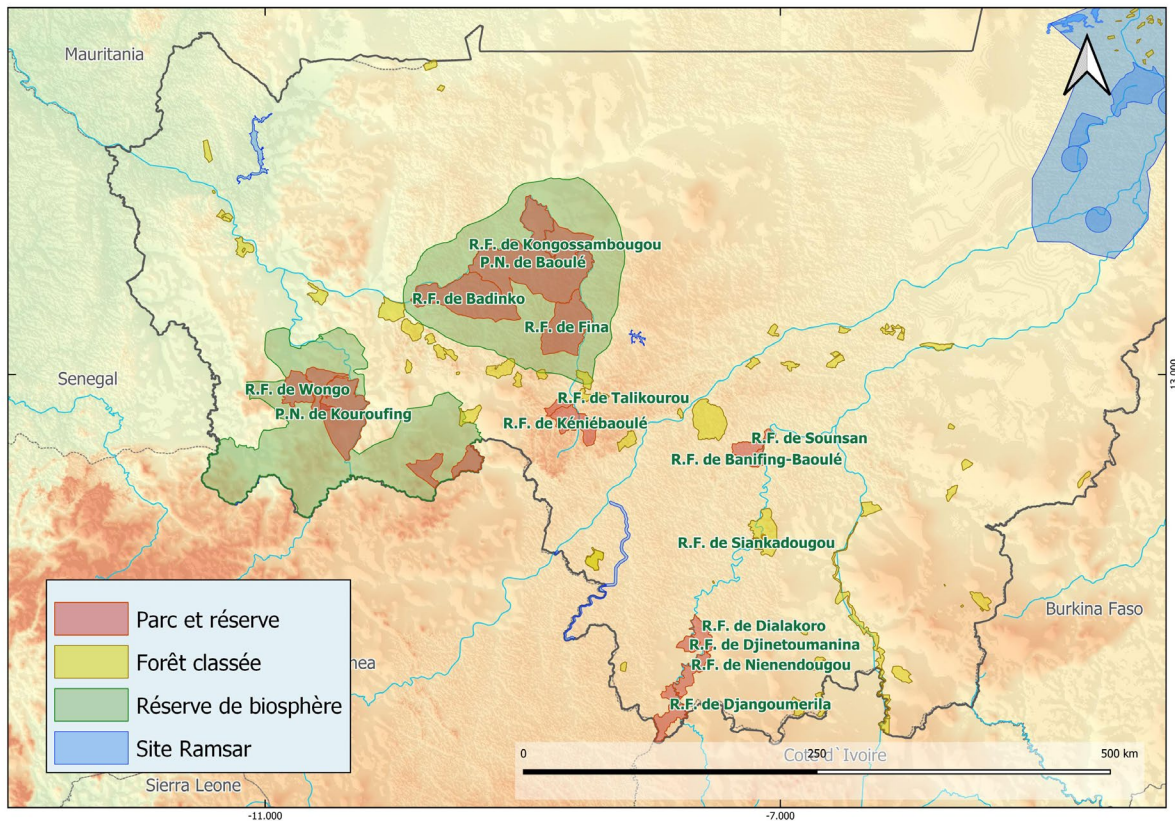 Mauritania
R.F. de Kongossambougou
P.N. de Baoulé
R.F. de Badinko
R.F. de Fina
Senegal
13.000
R.F. de Wongo
R.F. de Talikourou
P.N. de Kouroufing
R.F. de Kéniébaoulé
R.F. de Sounsan
R.F. de Banifing-Baoulé
R.F. de Siankadougou
Burkina Faso
R.F. de Dialakoro
R.F. de Djinetoumanina
R.F. de Nienendougou
R.F. de Djangoumerila
Parc et réserve
Forêt classée
nea
Réserve de biosphère
Site Ramsar
0 250 500 km
Cote d`Ivoire
Sierra Leone
-11.000 -7.000